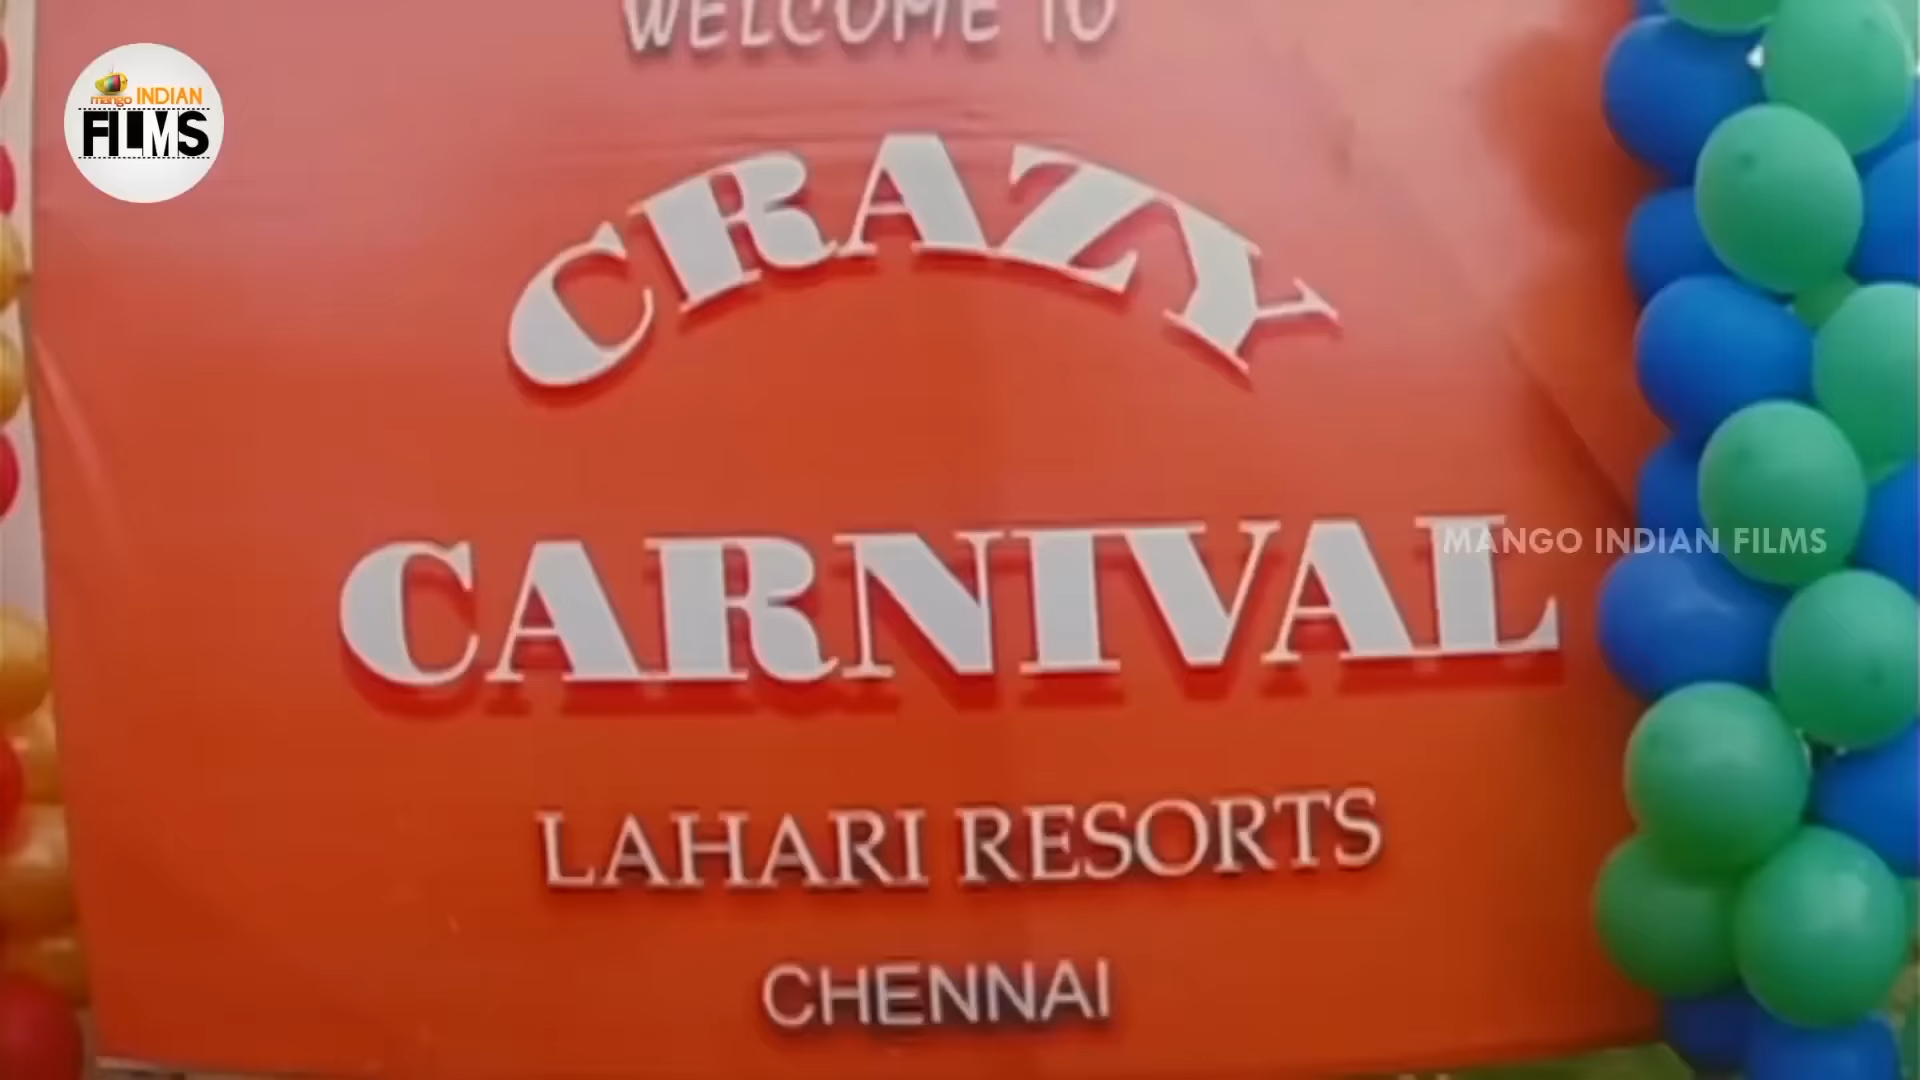 WELCOME TO
mango INDIAN
FILMS
CRAZY
CARNIVAL
MANGO INDIAN FILMS
LAHARI RESORTS
CHENNAI